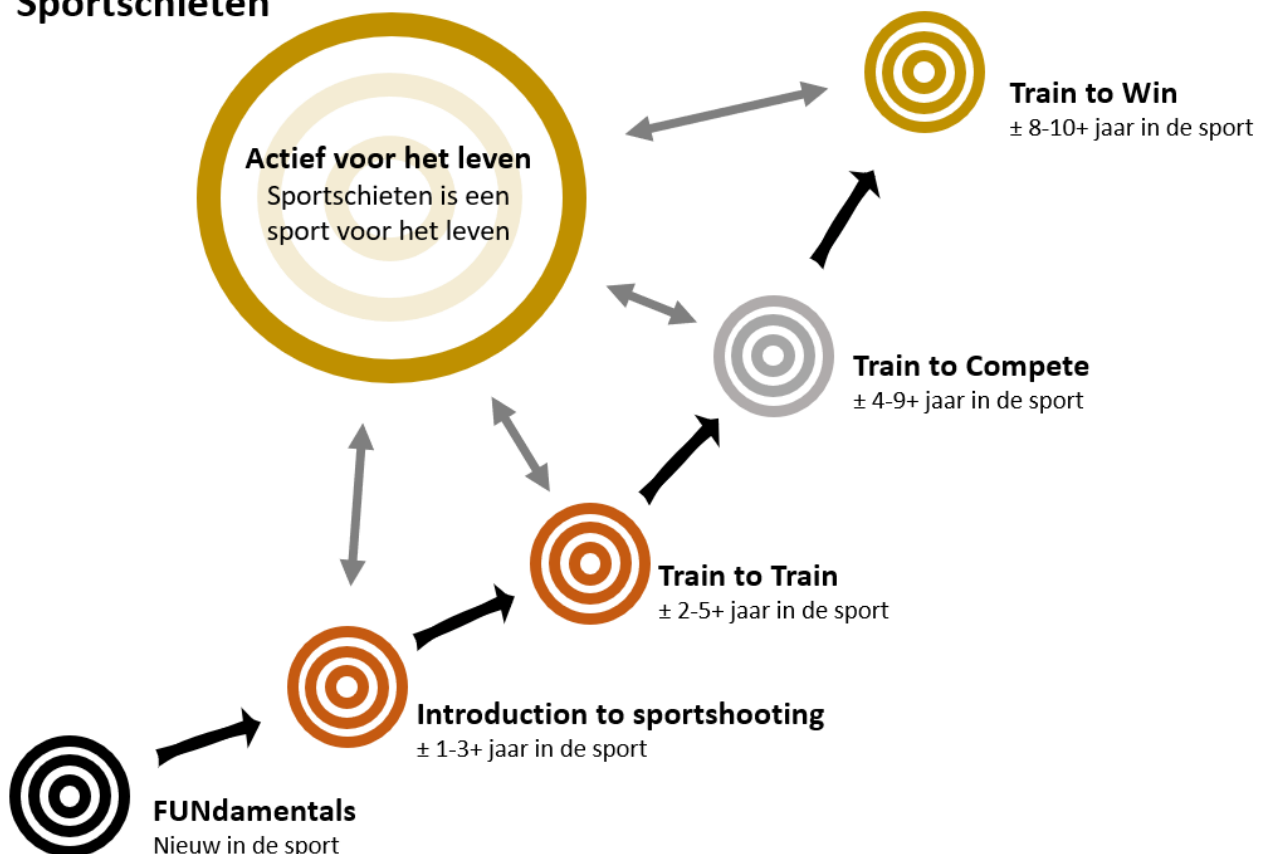 Sportschieten
Actief voor het leven
Sportschieten is een
sport voor het leven
Train to Win
± 8-10+ jaar in de sport
Train to Compete
± 4-9+ jaar in de sport
Train to Train
± 2-5+ jaar in de sport
Introduction to sportshooting
± 1-3+ jaar in de sport
FUNdamentals
Nieuw in de sport